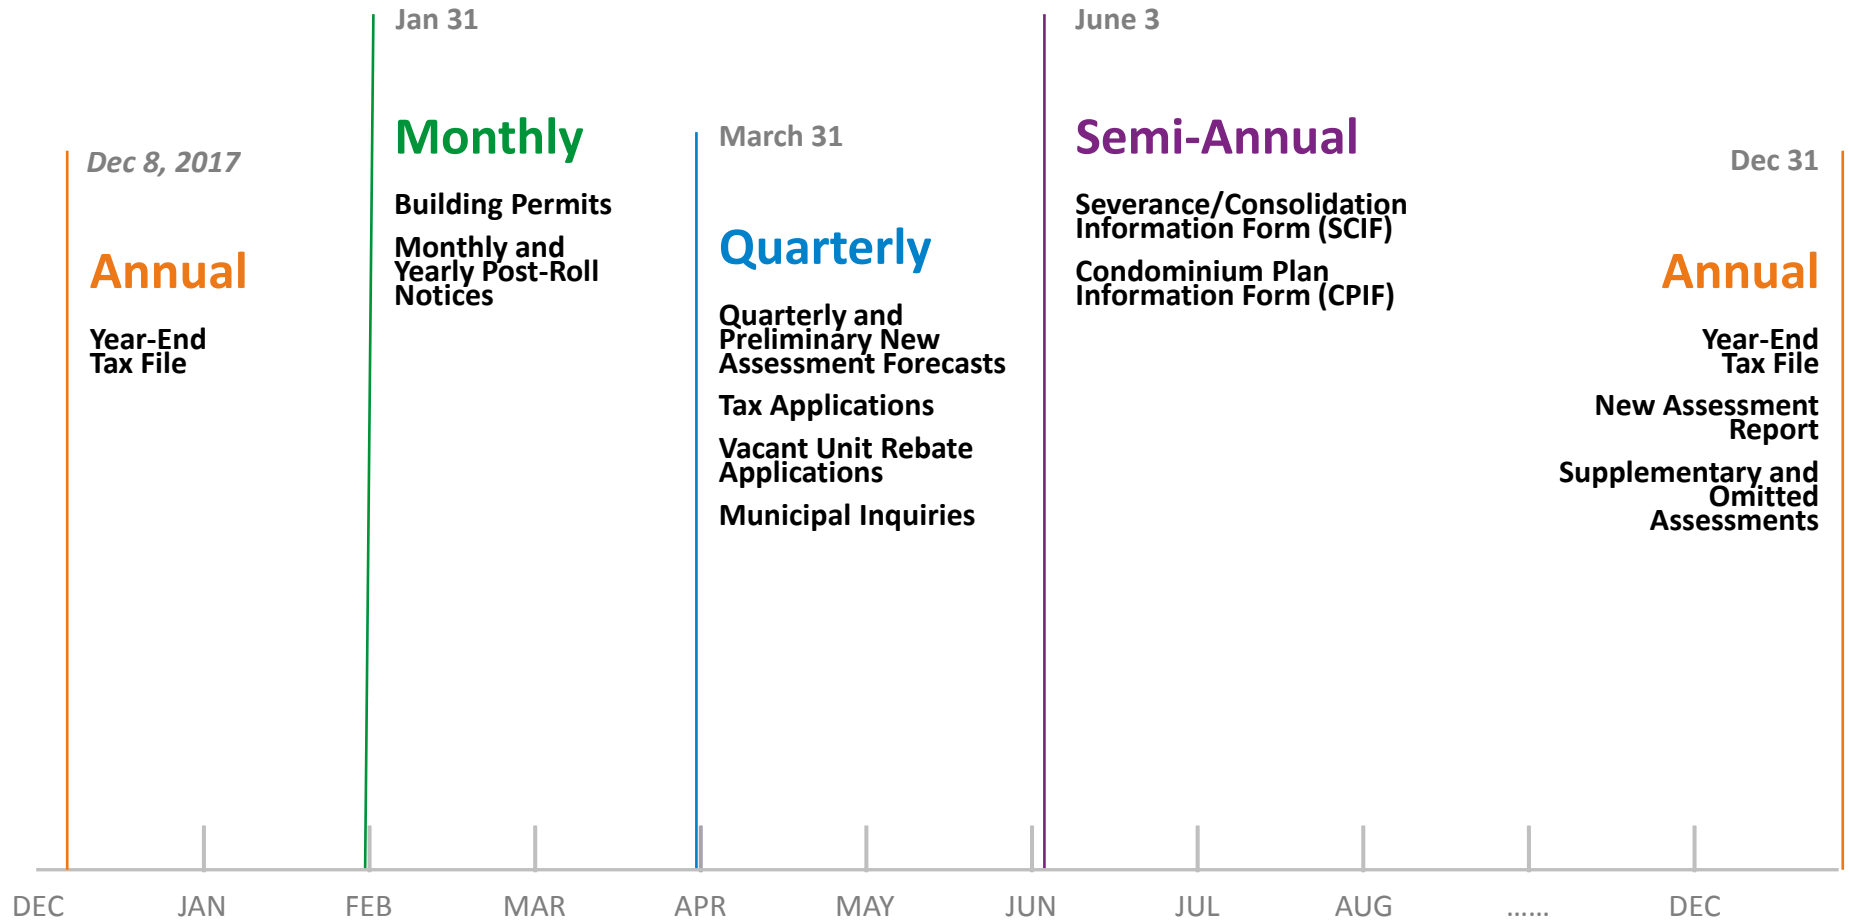 Dec 8, 2017
Annual
Year-End
Tax File
Jan 31
Monthly
Building Permits
Monthly and
Yearly Post-Roll
Notices
March 31
Quarterly
Quarterly and
Preliminary New
Assessment Forecasts
Tax Applications
Vacant Unit Rebate
Applications
Municipal Inquiries
June 3
Semi-Annual
Severance/Consolidation
Information Form (SCIF)
Condominium Plan
Information Form (CPIF)
Dec 31
Annual
Year-End
Tax File
New Assessment
Report
Supplementary and
Omitted
Assessments
DEC JAN FEB MAR APR MAY JUN JUL AUG ...... DEC